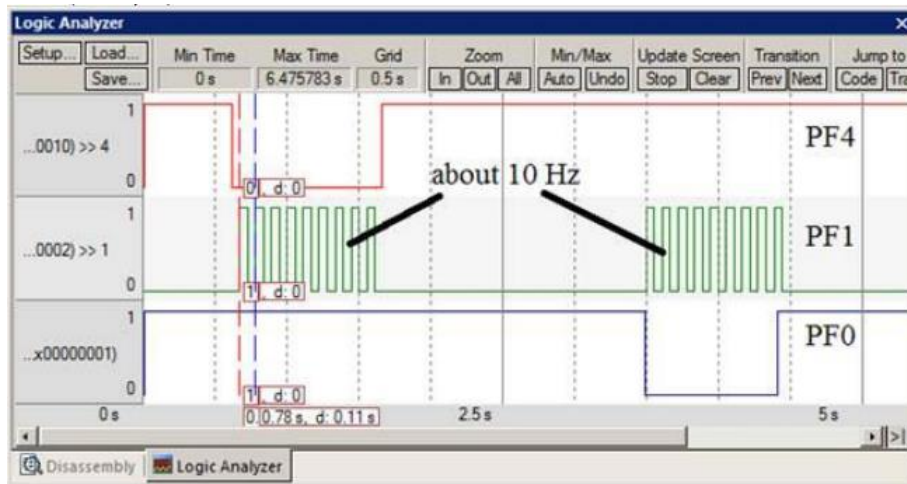 Logic Analyzer
Setup... Load... Min Time Max Time Grid Zoom Min/Max Update Screen Transition Jump to
Save... 0 s 6.475783 s 0.5 s In Out All Auto Undo Stop Clear Prev Next Code Tra
1
...0010) >> 4 PF4
0 0 , d: 0
about 10 Hz
1
...0002) >> 1 PF1
0 1 , d: 0
1
...x00000001) PF0
0 1 , d: 0
0 s 0. 0.78 s, d: 0.11 s 2.5 s 5 s
Disassembly Logic Analyzer